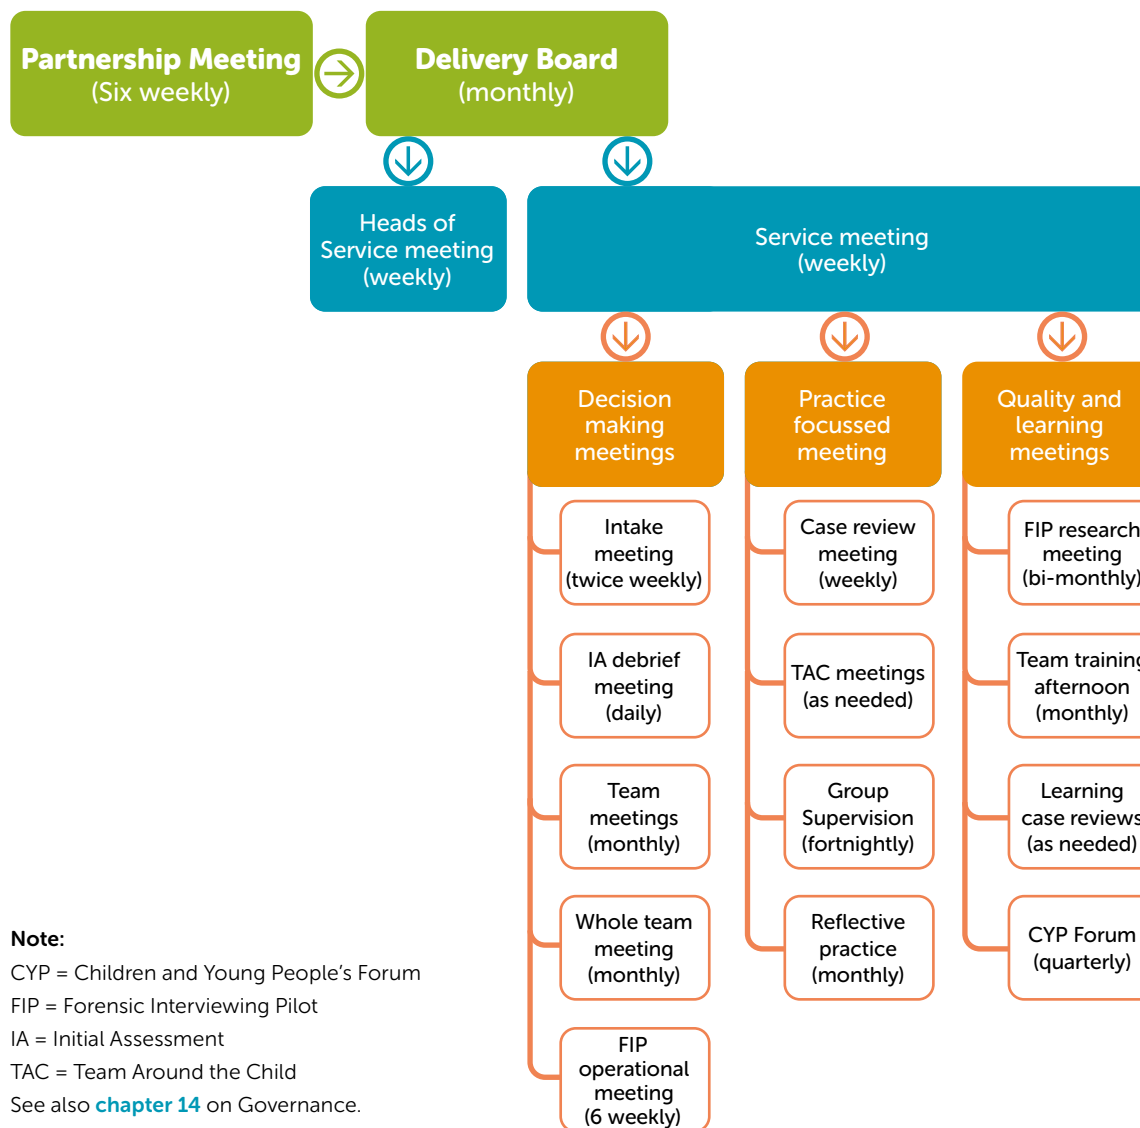 Partnership Meeting
(Six weekly)
Delivery Board
(monthly)
Heads of
Service meeting
(weekly)
Service meeting
(weekly)
Decision
making
meetings
Practice
focussed
meeting
Quality and
learning
meetings
Intake
meeting
(twice weekly)
IA debrief
meeting
(daily)
Team
meetings
(monthly)
Whole team
meeting
(monthly)
FIP
operational
meeting
(6 weekly)
Case review
meeting
(weekly)
TAC meetings
(as needed)
Group
Supervision
(fortnightly)
Reflective
practice
(monthly)
FIP research
meeting
(bi-monthly)
Team training
afternoon
(monthly)
Learning
case reviews
(as needed)
CYP Forum
(quarterly)
Note:
CYP = Children and Young People’s Forum
FIP = Forensic Interviewing Pilot
IA = Initial Assessment
TAC = Team Around the Child
See also chapter 14 on Governance.